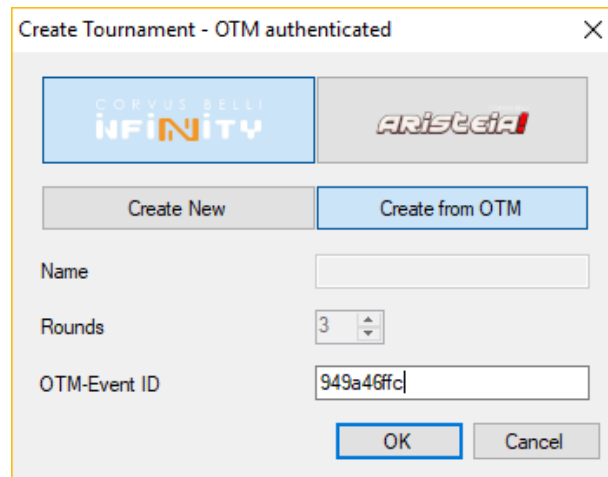 Create Tournament - OTM authenticated
CORVUS BELLI
iNFiNiTY
ARiSTEiA!
Create New
Create from OTM
Name
Rounds
3
OTM-Event ID
949a46ffc
OK
Cancel